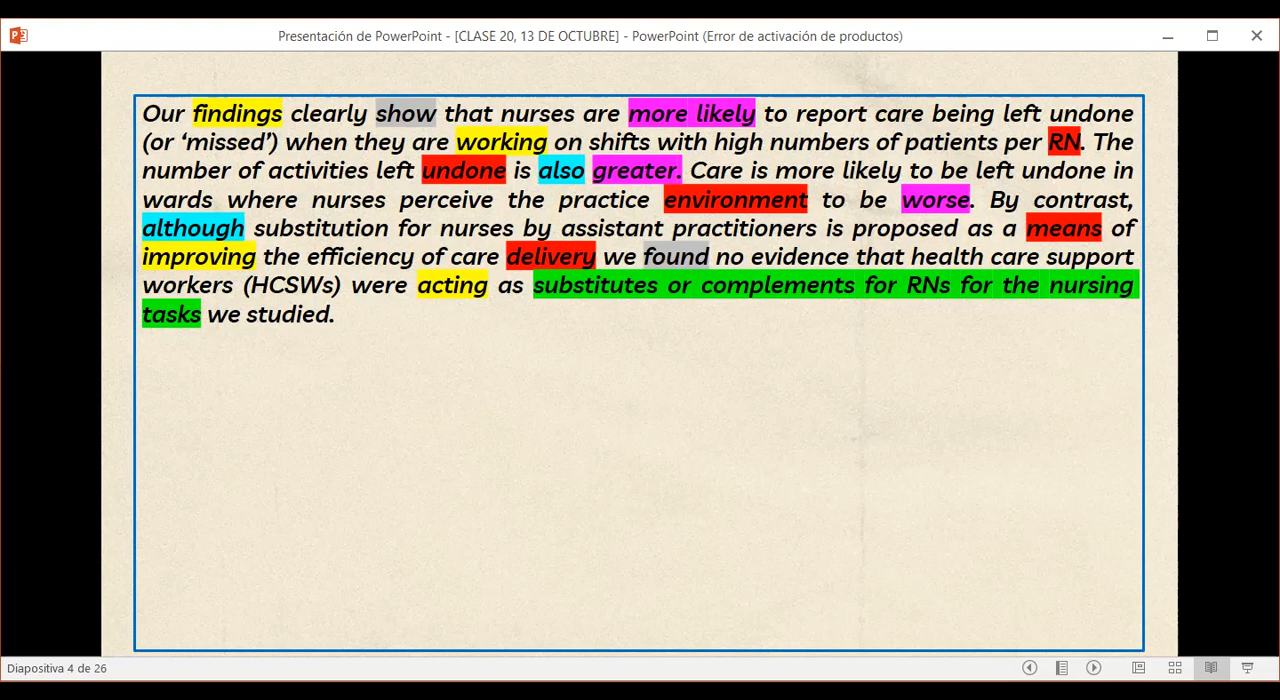 Presentación de PowerPoint - [CLASE 20, 13 DE OCTUBRE] - PowerPoint (Error de activación de productos)
Our findings clearly show that nurses are more likely to report care being left undone
(or ‘missed’) when they are working on shifts with high numbers of patients per RN. The
number of activities left undone is also greater. Care is more likely to be left undone in
wards where nurses perceive the practice environment to be worse. By contrast,
although substitution for nurses by assistant practitioners is proposed as a means of
improving the efficiency of care delivery we found no evidence that health care support
workers (HCSWs) were acting as substitutes or complements for RNs for the nursing
tasks we studied.
Diapositiva 4 de 26